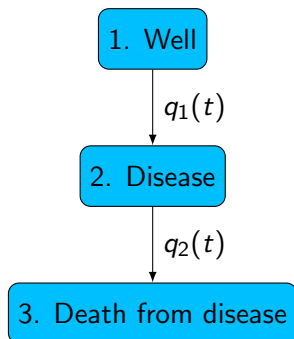 1. Well
q₁(t)
2. Disease
q₂(t)
3. Death from disease